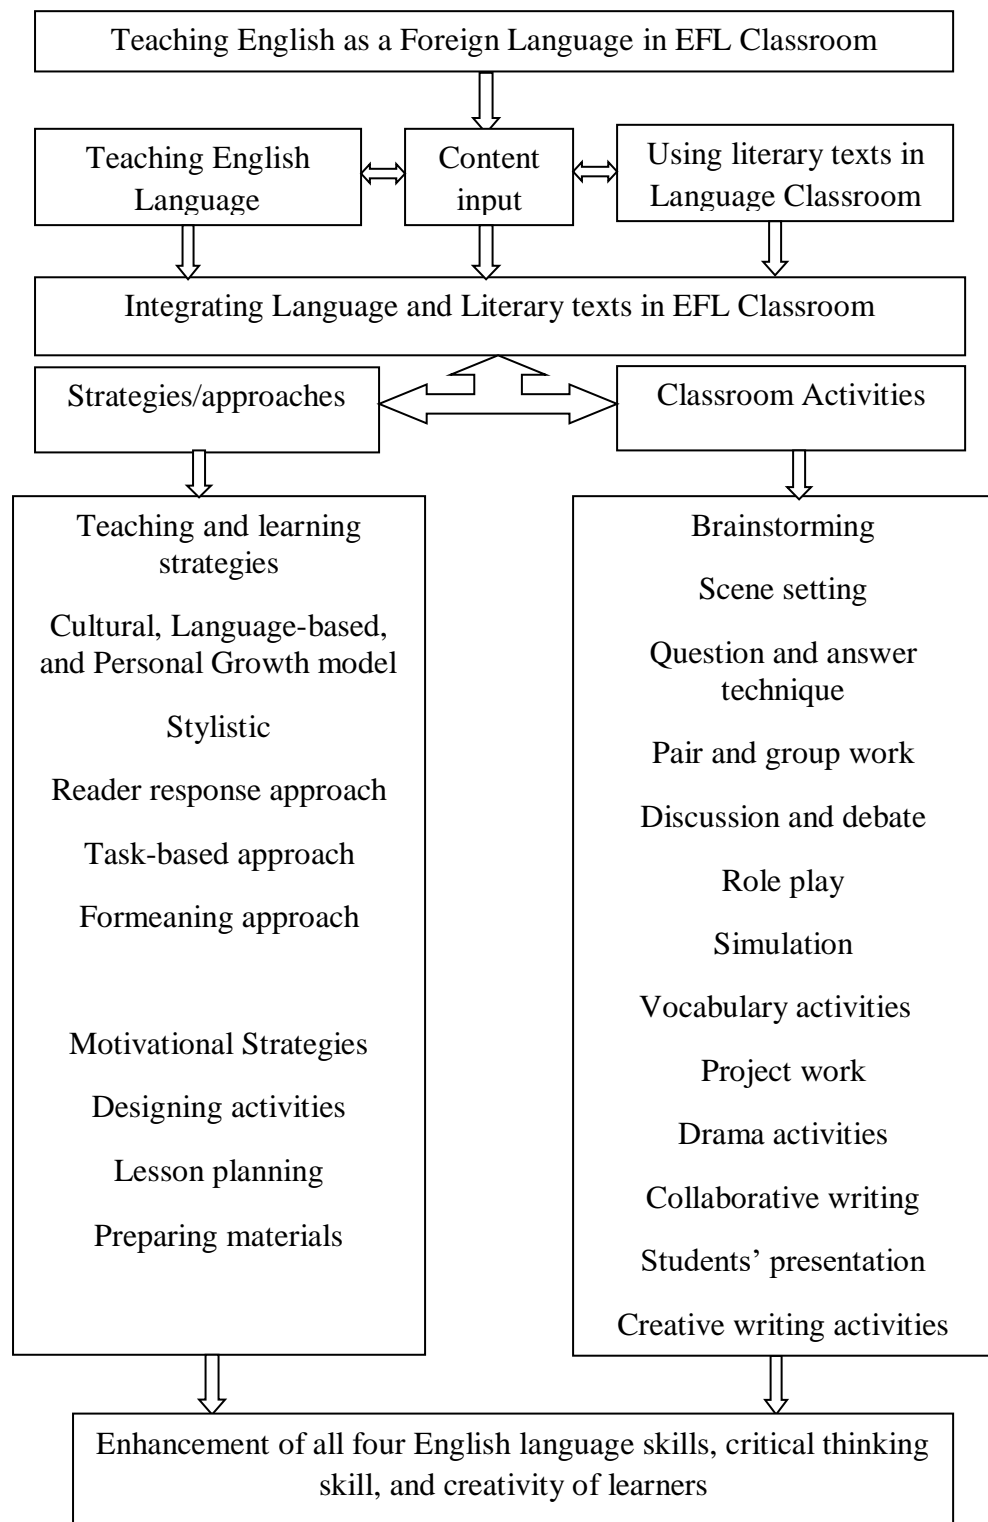 Teaching English as a Foreign Language in EFL Classroom
Teaching English
Language
Content
input
Using literary texts in
Language Classroom
Integrating Language and Literary texts in EFL Classroom
Strategies/approaches
Classroom Activities
Teaching and learning
strategies
Cultural, Language-based,
and Personal Growth model
Stylistic
Reader response approach
Task-based approach
Formeaning approach
Motivational Strategies
Designing activities
Lesson planning
Preparing materials
Brainstorming
Scene setting
Question and answer
technique
Pair and group work
Discussion and debate
Role play
Simulation
Vocabulary activities
Project work
Drama activities
Collaborative writing
Students’ presentation
Creative writing activities
Enhancement of all four English language skills, critical thinking
skill, and creativity of learners